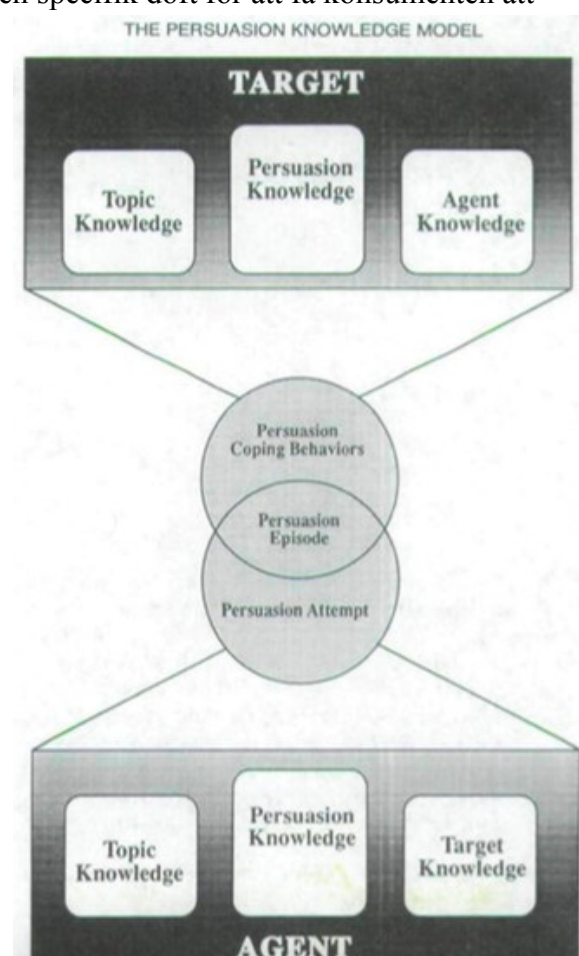 en specifik doft för att få konsumenten att
THE PERSUASION KNOWLEDGE MODEL
TARGET
Topic
Knowledge
Persuasion
Knowledge
Agent
Knowledge
Persuasion
Coping Behaviors
Persuasion
Episode
Persuasion Attempt
Topic
Knowledge
Persuasion
Knowledge
Target
Knowledge
AGENT